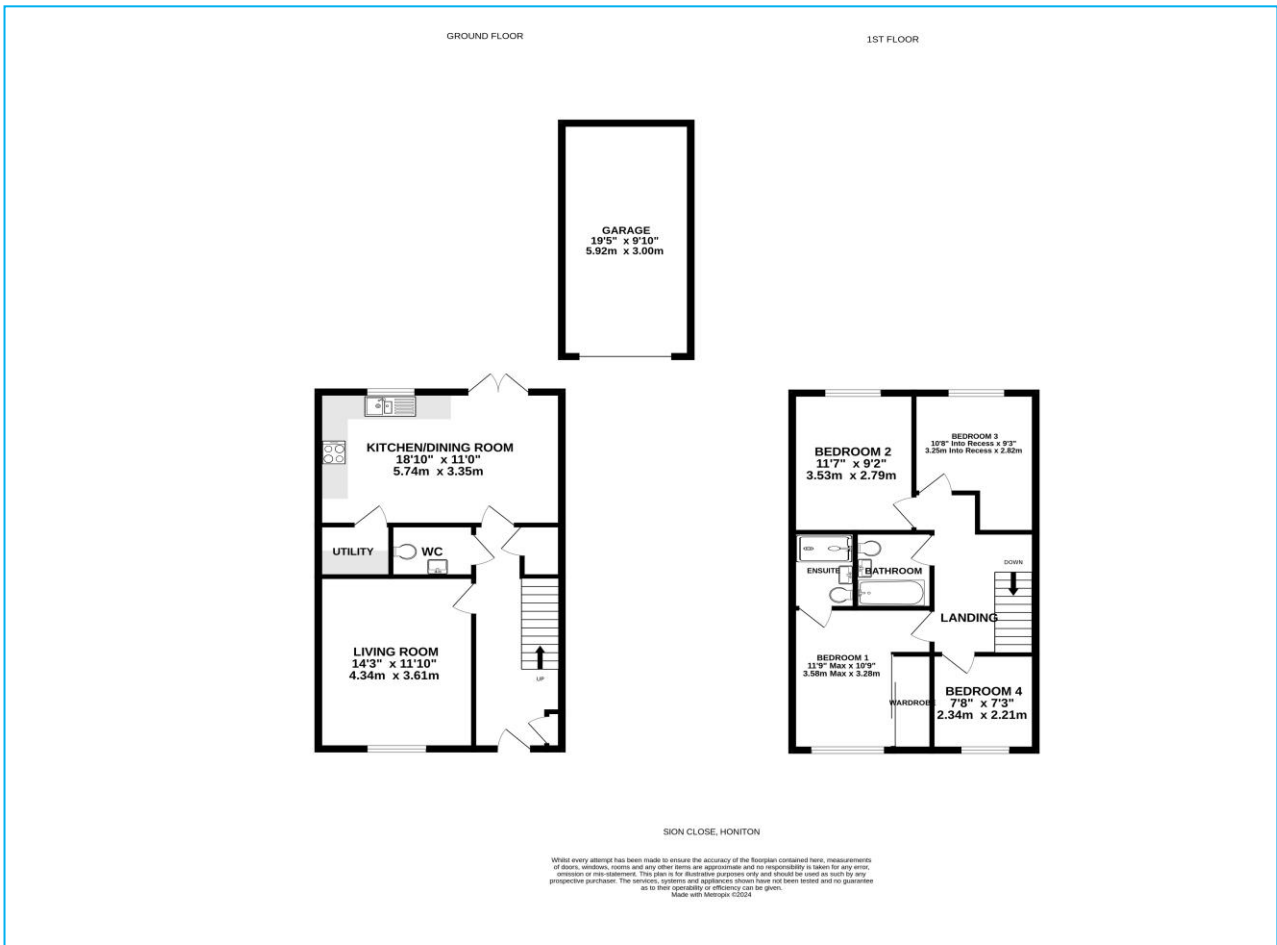 GROUND FLOOR
1ST FLOOR
GARAGE
19'5" x 9'10"
5.92m x 3.00m
KITCHEN/DINING ROOM
18'10" x 11'0"
5.74m x 3.35m
UTILITY
WC
LIVING ROOM
14'3" x 11'10"
4.34m x 3.61m
UP
BEDROOM 2
11'7" x 9'2"
3.53m x 2.79m
BEDROOM 3
10'8" Into Recess x 9'3"
3.25m Into Recess x 2.82m
ENSUITE
BATHROOM
DOWN
LANDING
BEDROOM 1
11'9" Max x 10'9"
3.58m Max x 3.28m
WARDROBE
BEDROOM 4
7'8" x 7'3"
2.34m x 2.21m
SION CLOSE, HONITON
Whilst every attempt has been made to ensure the accuracy of the floorplan contained here, measurements
of doors, windows, rooms and any other items are approximate and no responsibility is taken for any error,
omission or mis-statement. This plan is for illustrative purposes only and should be used as such by any
prospective purchaser. The services, systems and appliances shown have not been tested and no guarantee
as to their operability or efficiency can be given.
Made with Metropix ©2024